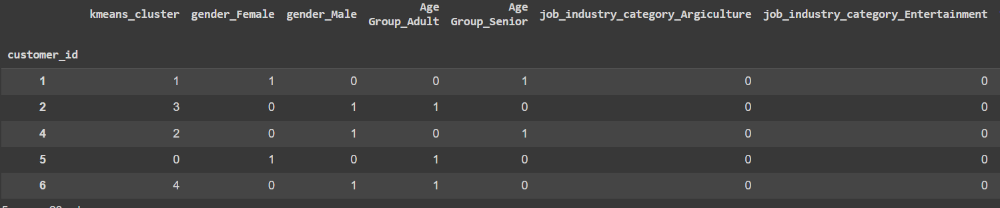 kmeans_cluster gender_Female gender_Male Age Group_Adult Age Group_Senior job_industry_category_Argiculture job_industry_category_Entertainment
customer_id
1 1 1 0 0 1 0 0
2 3 0 1 1 0 0 0
4 2 0 1 0 1 0 0
5 0 1 0 1 0 0 0
6 4 0 1 1 0 0 0